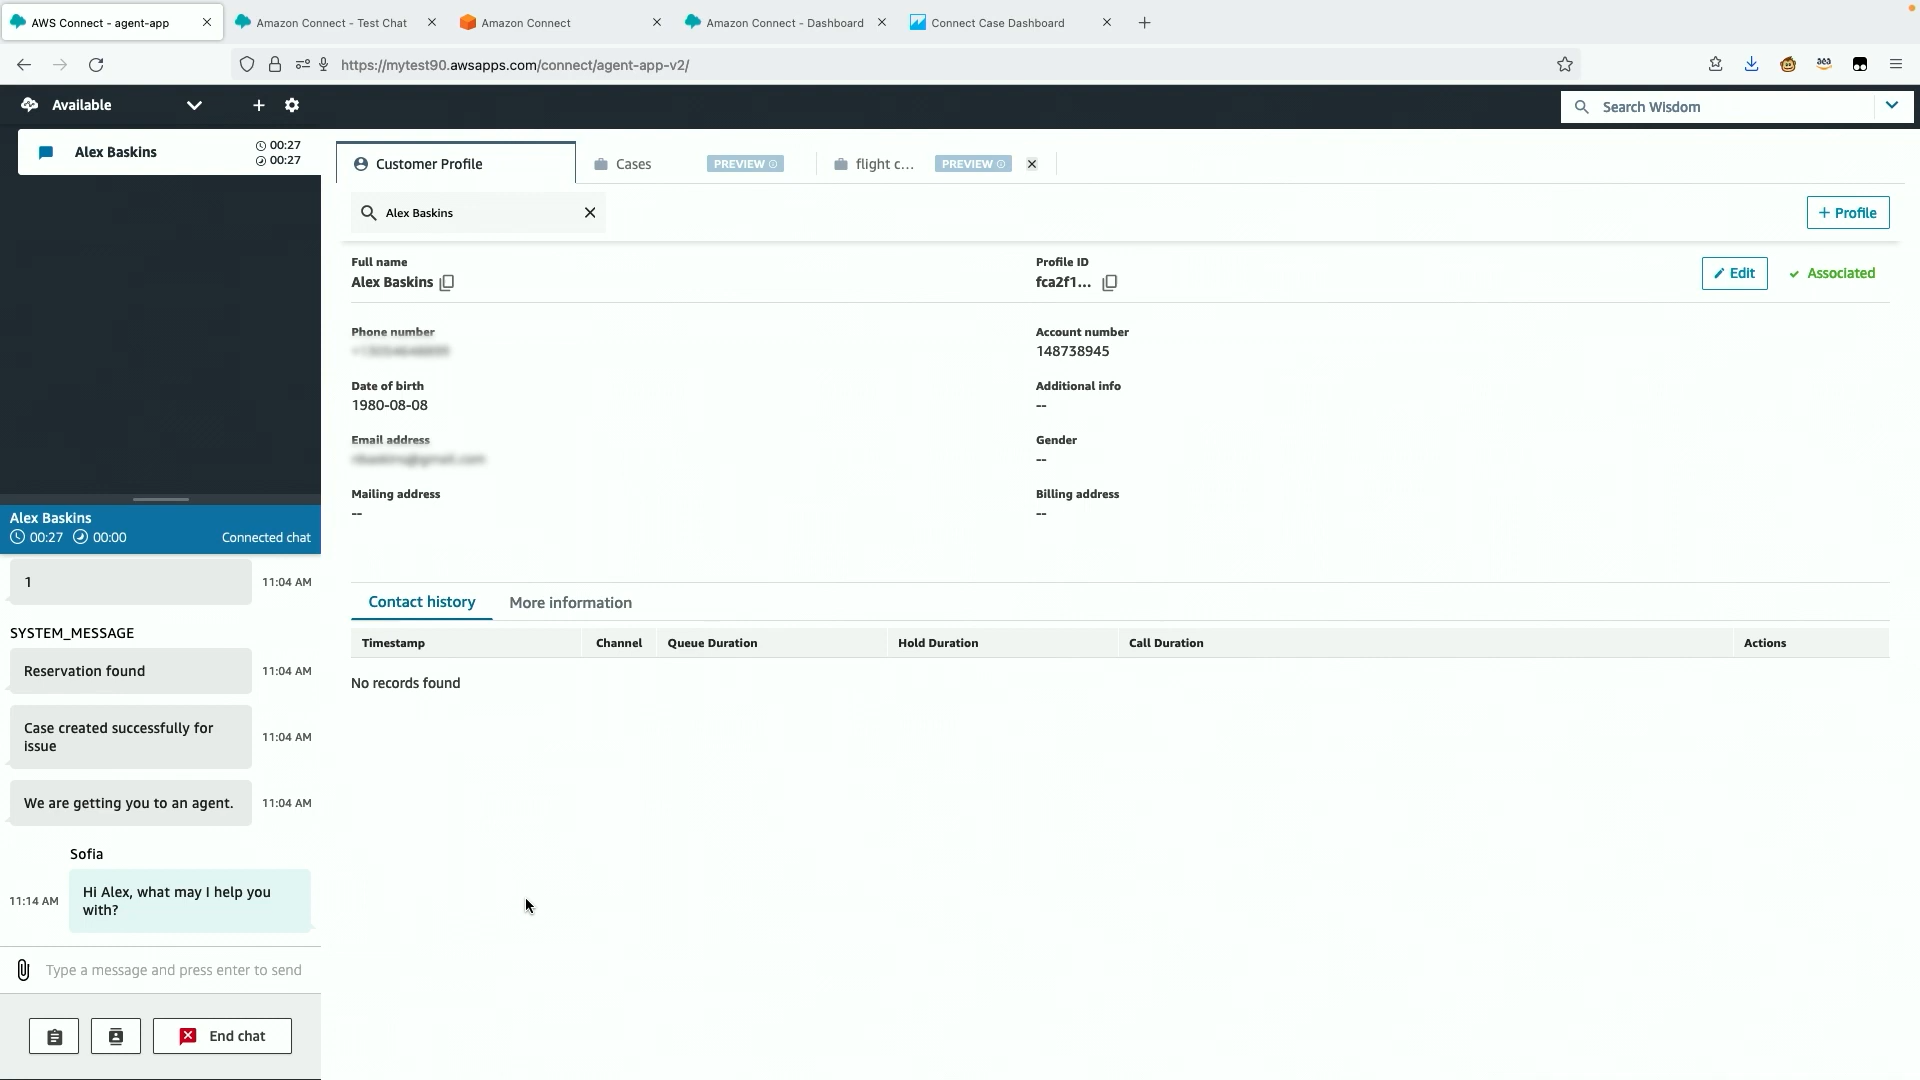 AWS Connect - agent-app
Amazon Connect - Test Chat
Amazon Connect
Amazon Connect - Dashboard
Connect Case Dashboard
https://mytest90.awsapps.com/connect/agent-app-v2/
Available
Search Wisdom
Alex Baskins
00:27
00:27
Customer Profile
Cases
PREVIEW
flight c...
PREVIEW
Alex Baskins
+ Profile
Full name
Alex Baskins
Profile ID
fca2f1...
Edit
Associated
Phone number
Account number
148738945
Date of birth
1980-08-08
Additional info
--
Email address
Gender
--
Mailing address
--
Billing address
--
Alex Baskins
00:27 00:00
Connected chat
1
11:04 AM
SYSTEM_MESSAGE
Reservation found
11:04 AM
Case created successfully for
issue
11:04 AM
We are getting you to an agent.
11:04 AM
Sofia
11:14 AM
Hi Alex, what may I help you
with?
Type a message and press enter to send
End chat
Contact history
More information
Timestamp
Channel
Queue Duration
Hold Duration
Call Duration
Actions
No records found